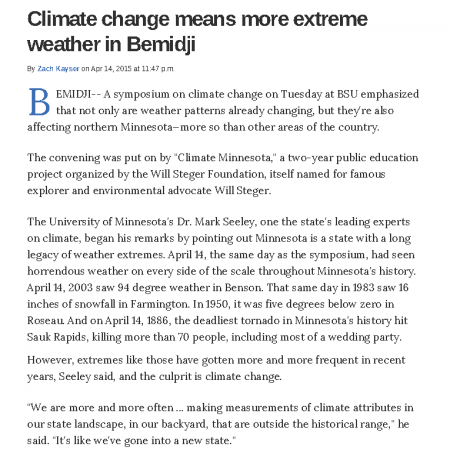 Climate change means more extreme
weather in Bemidji
By Zach Kayser on Apr 14, 2015 at 11:47 p.m.
BEMIDJI-- A symposium on climate change on Tuesday at BSU emphasized
that not only are weather patterns already changing, but they're also
affecting northern Minnesota—more so than other areas of the country.
The convening was put on by "Climate Minnesota," a two-year public education
project organized by the Will Steger Foundation, itself named for famous
explorer and environmental advocate Will Steger.
The University of Minnesota's Dr. Mark Seeley, one the state's leading experts
on climate, began his remarks by pointing out Minnesota is a state with a long
legacy of weather extremes. April 14, the same day as the symposium, had seen
horrendous weather on every side of the scale throughout Minnesota's history.
April 14, 2003 saw 94 degree weather in Benson. That same day in 1983 saw 16
inches of snowfall in Farmington. In 1950, it was five degrees below zero in
Roseau. And on April 14, 1886, the deadliest tornado in Minnesota's history hit
Sauk Rapids, killing more than 70 people, including most of a wedding party.
However, extremes like those have gotten more and more frequent in recent
years, Seeley said, and the culprit is climate change.
"We are more and more often ... making measurements of climate attributes in
our state landscape, in our backyard, that are outside the historical range," he
said. "It's like we've gone into a new state."